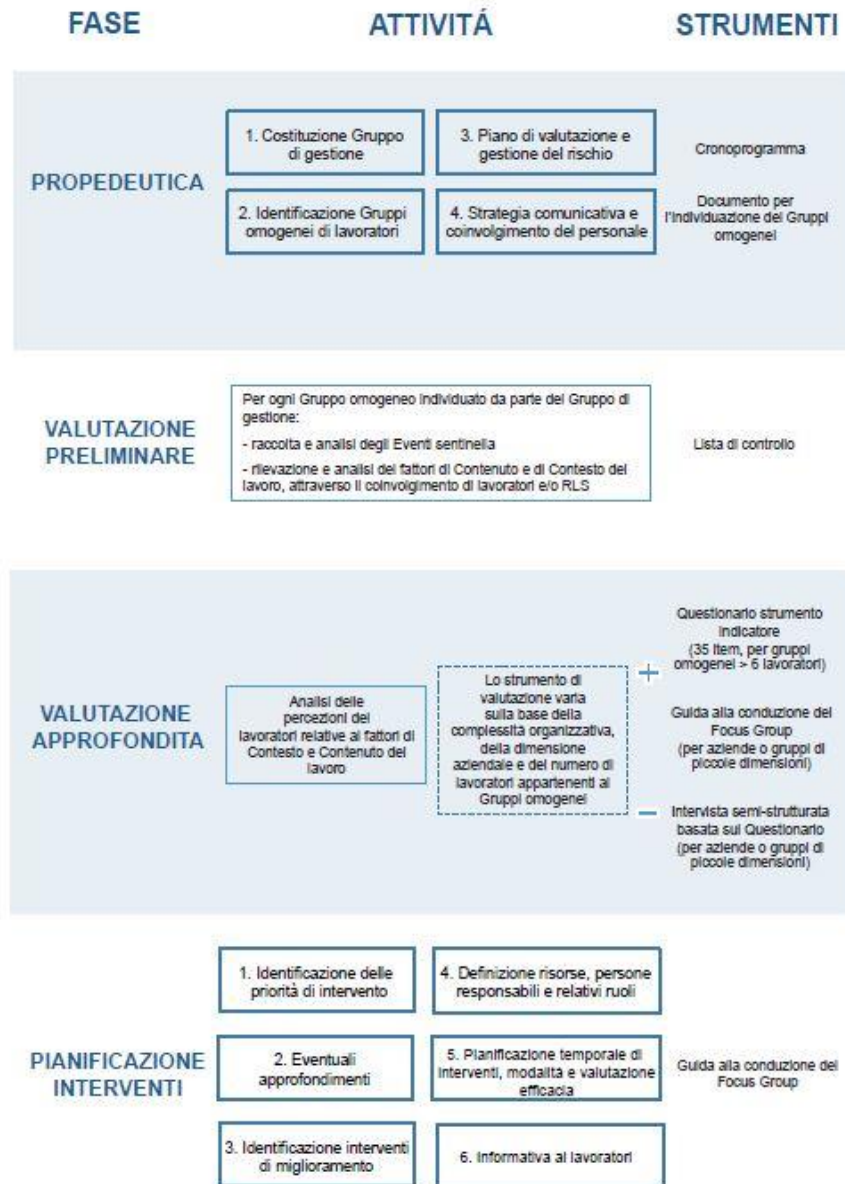 FASE
ATTIVITÁ
STRUMENTI
PROPEDEUTICA
1. Costituzione Gruppo
di gestione
3. Piano di valutazione e
gestione del rischio
2. Identificazione Gruppi
omogenei di lavoratori
4. Strategia comunicativa e
coinvolgimento del personale
Cronoprogramma
Documento per
l'individuazione dei Gruppi
omogenei
VALUTAZIONE
PRELIMINARE
Per ogni Gruppo omogeneo individuato da parte del Gruppo di
gestione:
- raccolta e analisi degli Eventi sentinella
- rilevazione e analisi dei fattori di Contenuto e di Contesto del
lavoro, attraverso il coinvolgimento di lavoratori e/o RLS
Lista di controllo
VALUTAZIONE
APPROFONDITA
Analisi delle
percezioni dei
lavoratori relative ai fattori di
Contesto e Contenuto del
lavoro
Lo strumento di
valutazione varia
sulla base della
complessità organizzativa,
della dimensione
aziendale e del numero di
lavoratori appartenenti ai
Gruppi omogenei
+
−
Questionario strumento
indicatore
(35 item, per gruppi
omogenei > 6 lavoratori)
Guida alla conduzione del
Focus Group
(per aziende o gruppi di
piccole dimensioni)
Intervista semi-strutturata
basata sul Questionario
(per aziende o gruppi di
piccole dimensioni)
PIANIFICAZIONE
INTERVENTI
1. Identificazione delle
priorità di intervento
4. Definizione risorse, persone
responsabili e relativi ruoli
2. Eventuali
approfondimenti
5. Pianificazione temporale di
interventi, modalità e valutazione
efficacia
3. Identificazione interventi
di miglioramento
6. Informativa ai lavoratori
Guida alla conduzione del
Focus Group